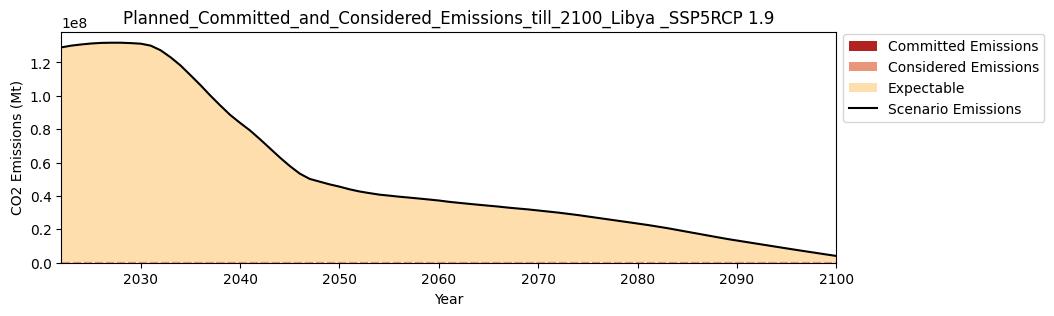 Planned_Committed_and_Considered_Emissions_till_2100_Libya _SSP5RCP 1.9
1e8
1.2
1.0
0.8
0.6
0.4
0.2
0.0
CO2 Emissions (Mt)
2030 2040 2050 2060 2070 2080 2090 2100
Year
Committed Emissions
Considered Emissions
Expectable
Scenario Emissions